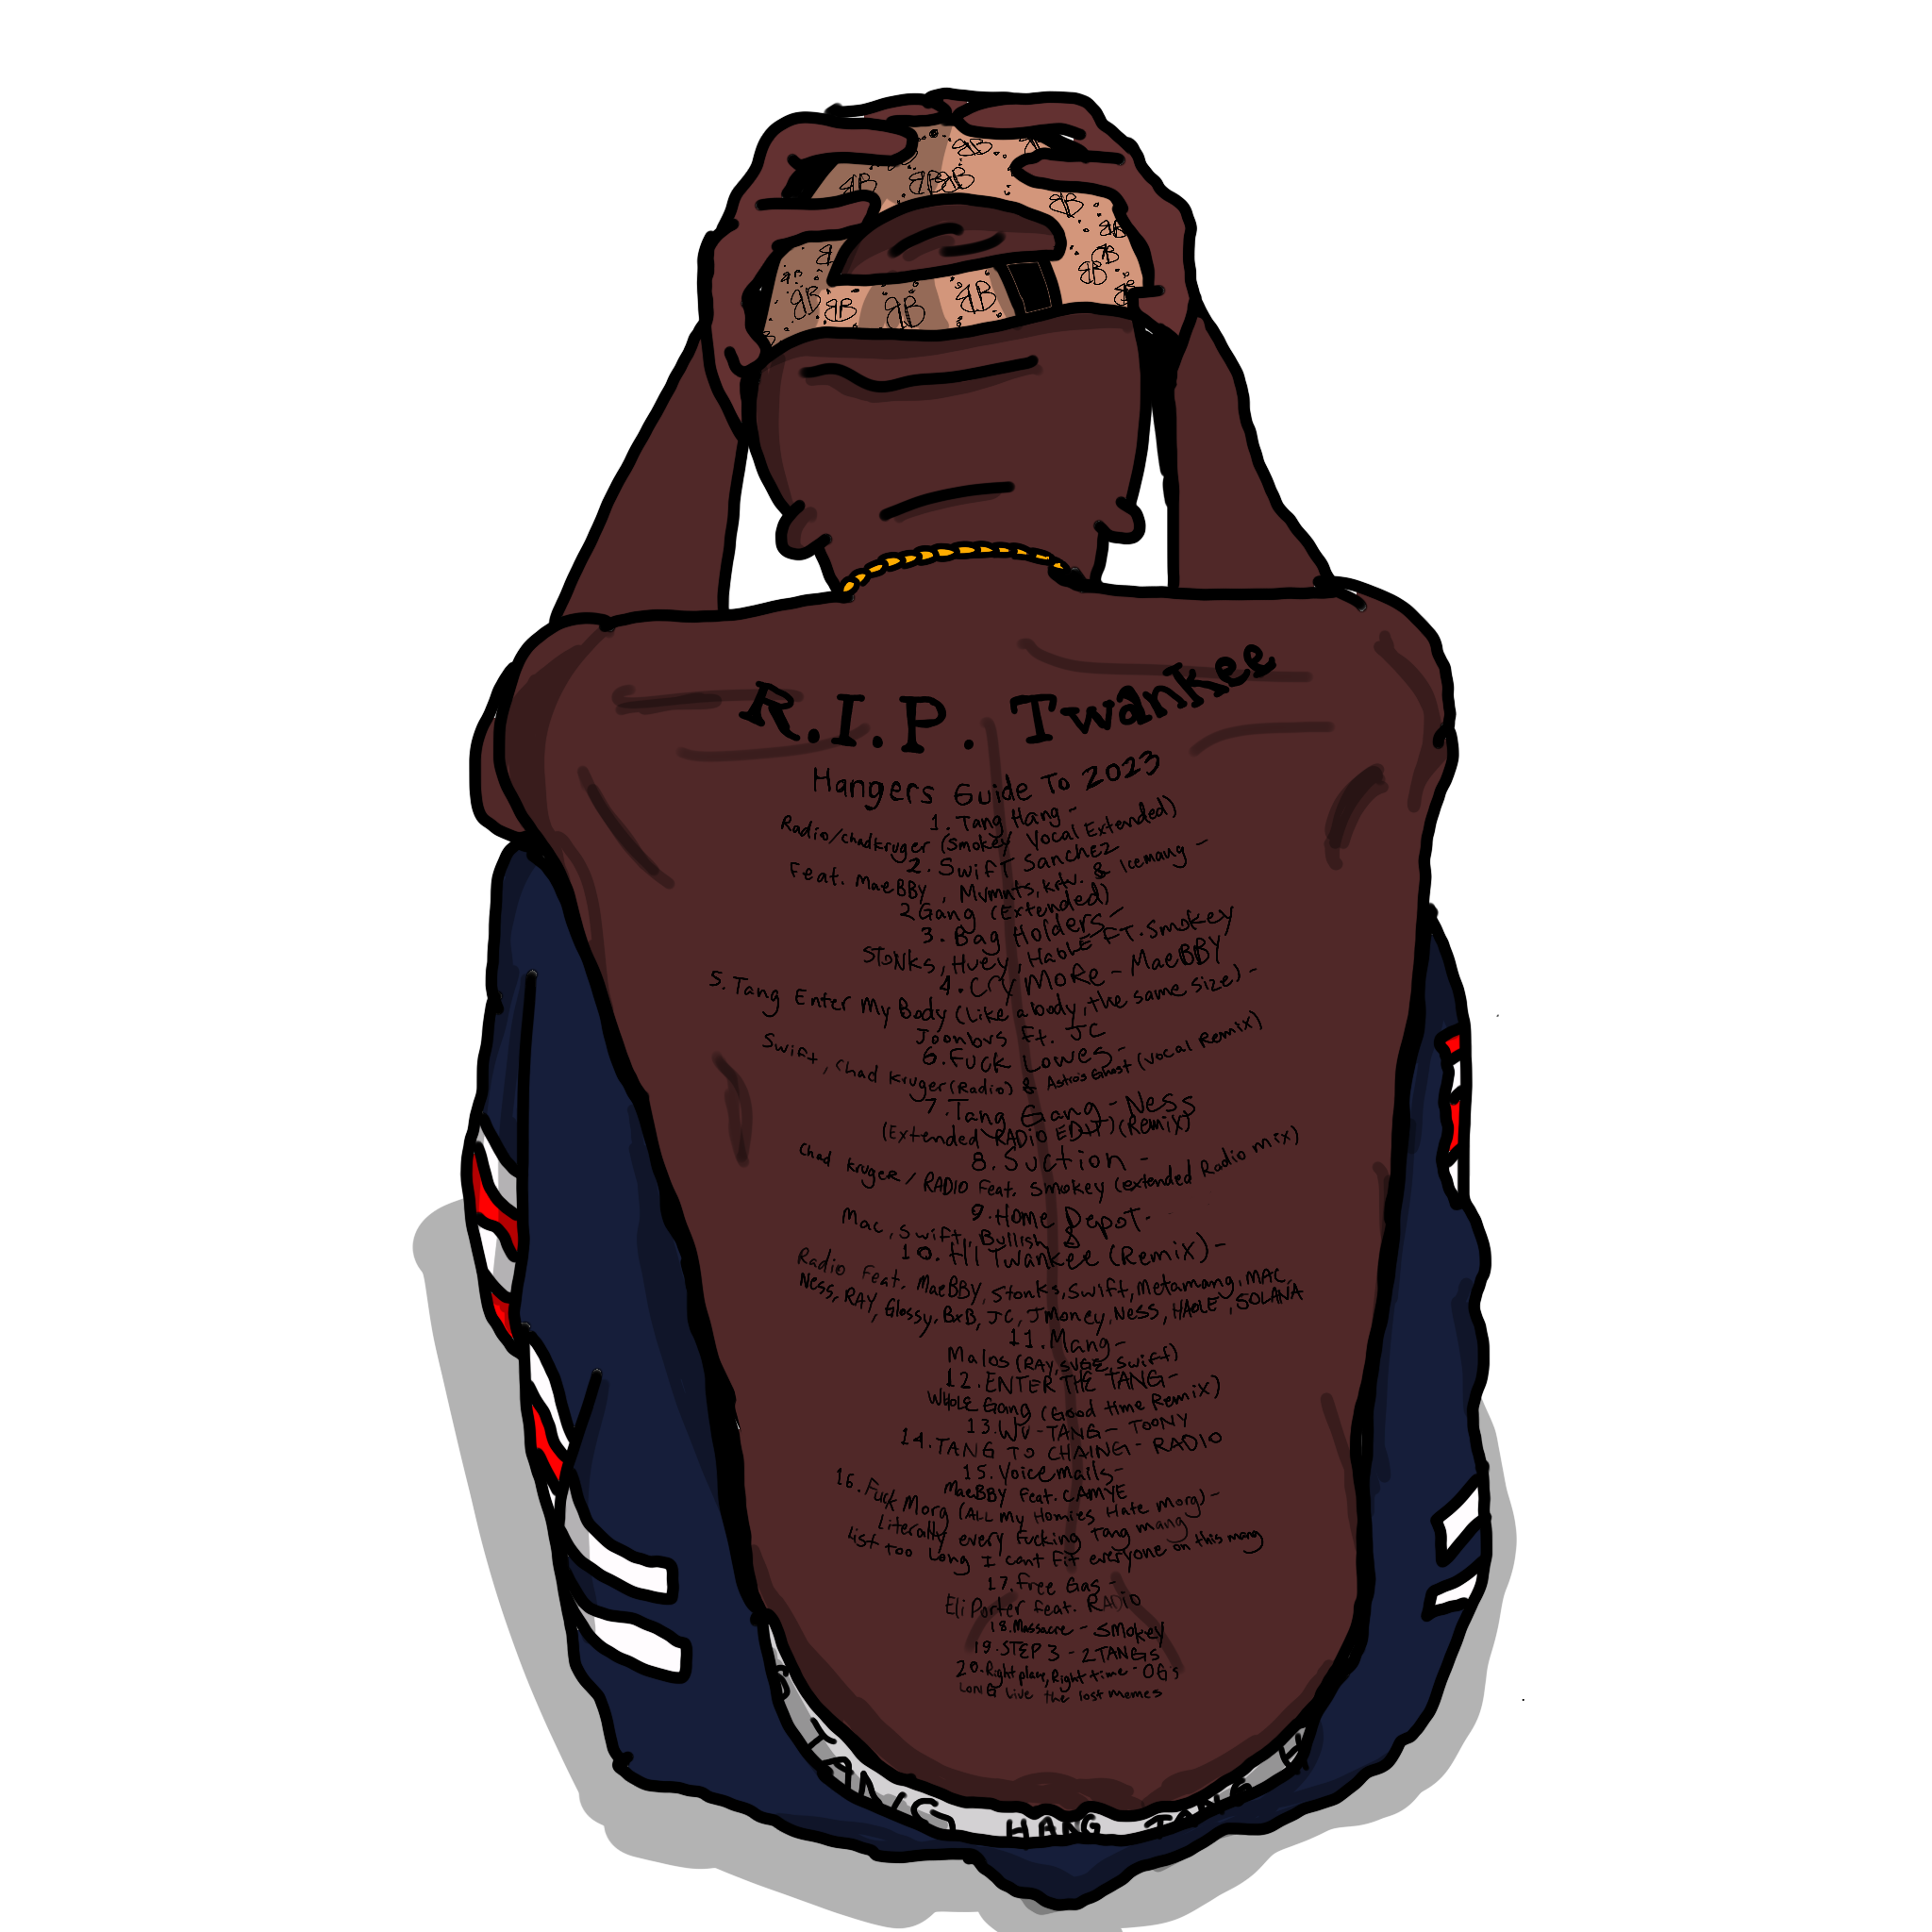 R.I.P. Twankee
Hangers Guide To 2023
1. Tang Hang -
Radio/chadkruger (Smokey Vocal Extended)
2. Swift Sanchez
Feat. MaeBBY, Mvmnts, krtv. & Icemang -
2 Gang (Extended)
3. Bag Holders -
STONKS, Huey, Haole FT. Smokey
4. Cry More - MaeBBY
5. Tang Enter My Body (like a body, the same size) -
Joonbvs Ft. JC
6. Fuck Lowes -
Swift, Chad Kruger (Radio) & Astros Ghost (Vocal Remix)
7. Tang Gang - Ness
(Extended RADIO EDIT) (Remix)
8. Suction -
Chad Kruger / RADIO Feat. Smokey (extended Radio mix)
9. Home Depot -
Mac, Swift, Bullish
10. HI Twankee (Remix) -
Radio Feat. MaeBBY, Stonks, Swift, Metamang, MAC,
Ness, RAY, Glossy, BxB, JC, JMoney, Ness, HAOLE, SOLANA
11. Mang -
Malos (RAY, SUGE, Swift)
12. ENTER THE TANG -
WHOLE Gang (Good time Remix)
13. WU-TANG - TOONY
14. TANG TO CHAING - RADIO
15. Voicemails -
MaeBBY feat. CAMYE
16. Fuck Morg (ALL my Homies Hate morg) -
Literally every fucking Tang mang
list too long I cant fit everyone on this mang
17. Free Gas -
Eli Porter feat. RADIO
18. Massacre - Smokey
19. STEP 3 - 2TANGS
20. Right place, Right time - OGs
LONG Live the lost memes
TANG HANG